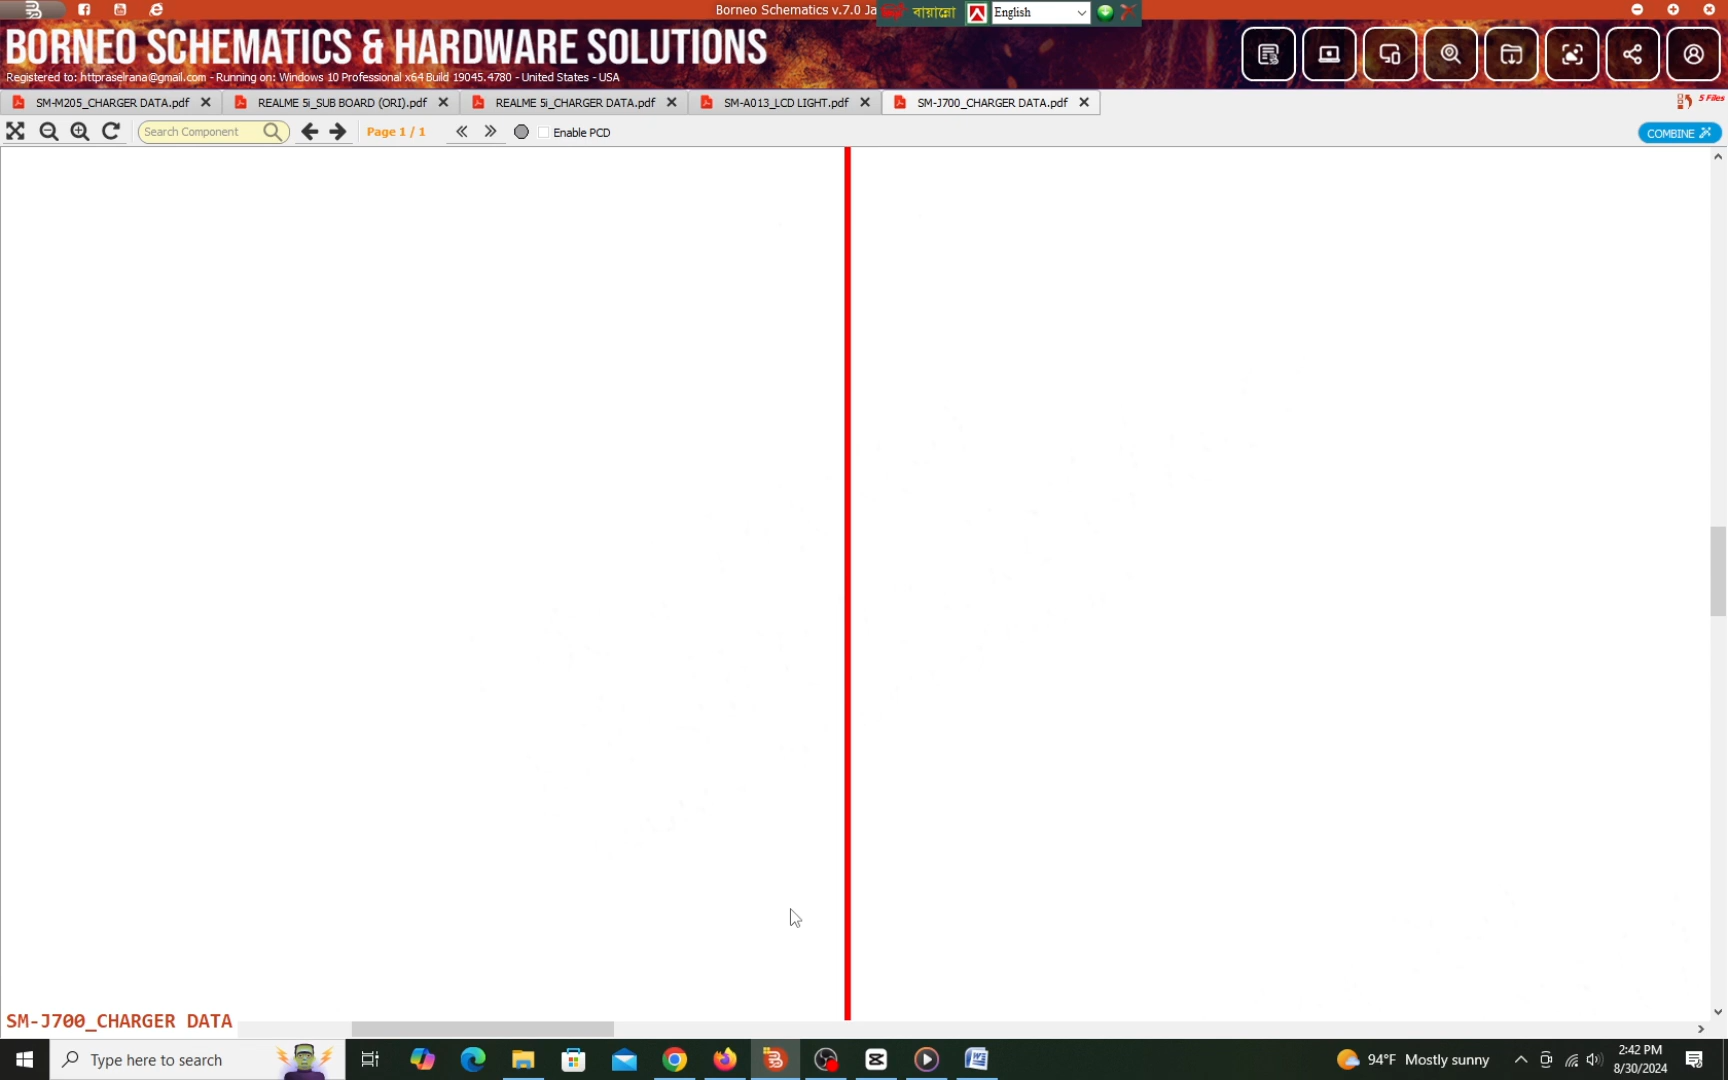 Borneo Schematics v.7.0 Ja
বায়ান্নো
English
BORNEO SCHEMATICS & HARDWARE SOLUTIONS
Registered to: httpraselrana@gmail.com - Running on: Windows 10 Professional x64 Build 19045.4780 - United States - USA
SM-M205_CHARGER DATA.pdf
REALME 5i_SUB BOARD (ORI).pdf
REALME 5i_CHARGER DATA.pdf
SM-A013_LCD LIGHT.pdf
SM-J700_CHARGER DATA.pdf
5 Files
Search Component
Page 1 / 1
Enable PCD
COMBINE
SM-J700_CHARGER DATA
Type here to search
94°F Mostly sunny
2:42 PM
8/30/2024